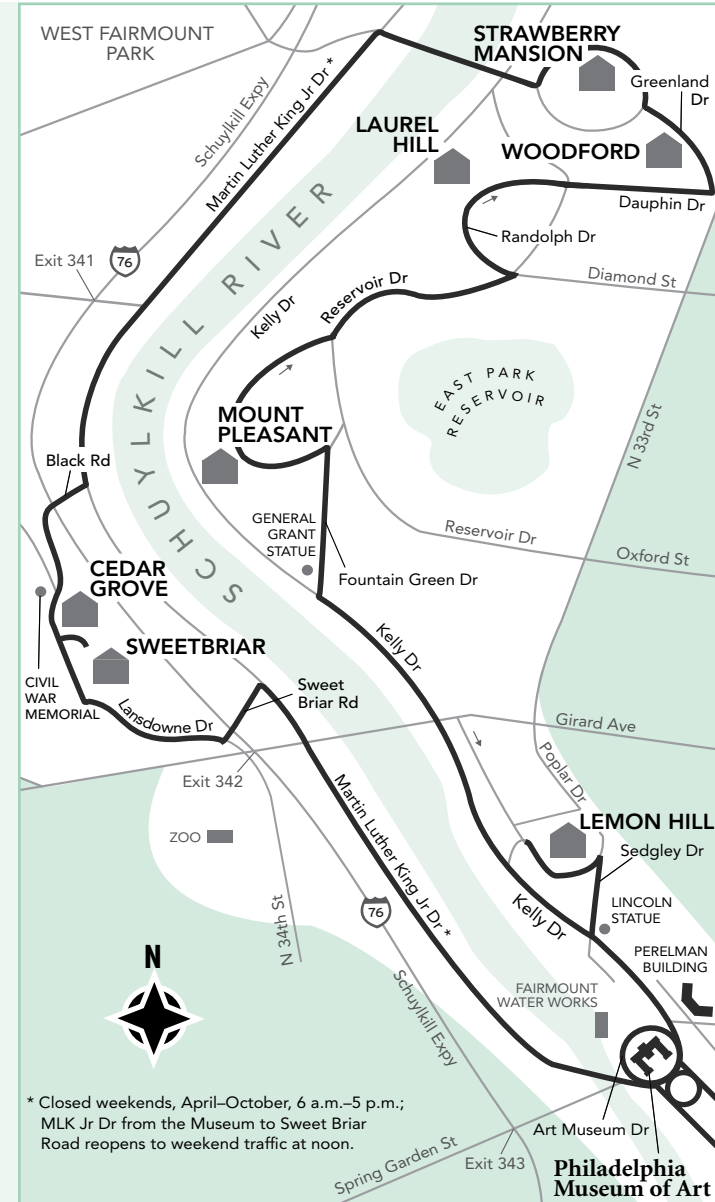 WEST FAIRMOUNT
PARK
STRAWBERRY
MANSION
Greenland
Dr
Schuylkill Expy
Martin Luther King Jr Dr *
LAUREL
HILL
WOODFORD
Dauphin Dr
Randolph Dr
Exit 341
76
SCHUYLKILL RIVER
Kelly Dr
Reservoir Dr
Diamond St
EAST PARK
RESERVOIR
N 33rd St
MOUNT
PLEASANT
Black Rd
GENERAL
GRANT
STATUE
Reservoir Dr
Oxford St
Fountain Green Dr
CEDAR
GROVE
SWEETBRIAR
Kelly Dr
CIVIL
WAR
MEMORIAL
Lansdowne Dr
Sweet
Briar Rd
Girard Ave
Exit 342
Poplar Dr
Martin Luther King Jr Dr *
ZOO
LEMON HILL
Sedgley Dr
N 34th St
76
Kelly Dr
LINCOLN
STATUE
PERELMAN
BUILDING
N
Schuylkill Expy
FAIRMOUNT
WATER WORKS
* Closed weekends, April–October, 6 a.m.–5 p.m.;
MLK Jr Dr from the Museum to Sweet Briar
Road reopens to weekend traffic at noon.
Art Museum Dr
Spring Garden St
Exit 343
Philadelphia
Museum of Art